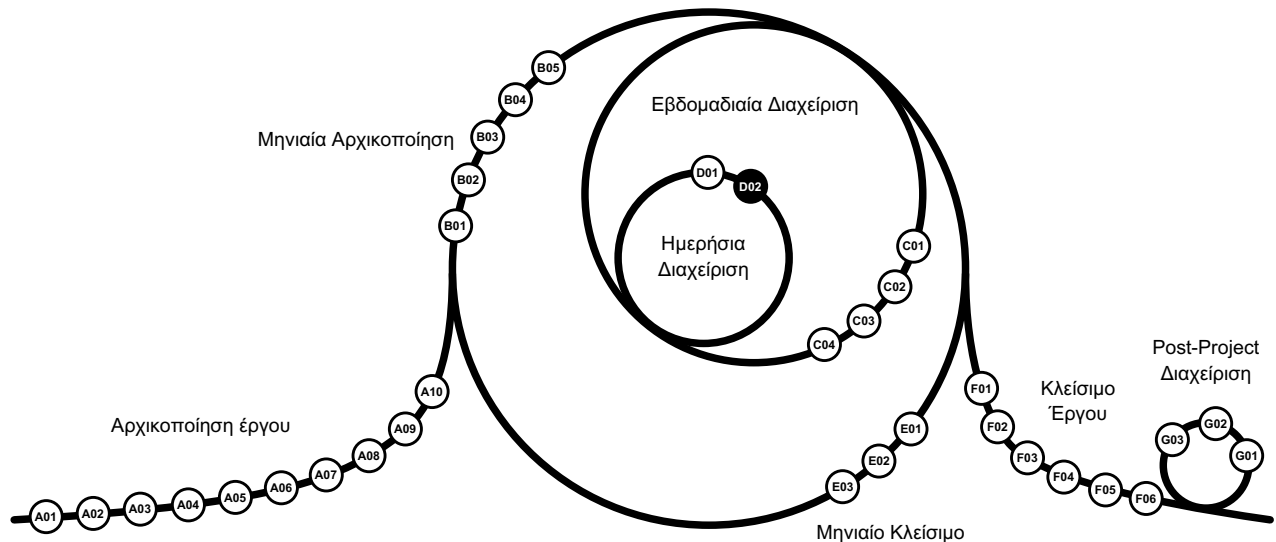 Αρχικοποίηση έργου
A01
A02
A03
A04
A05
A06
A07
A08
A09
A10
Μηνιαία Αρχικοποίηση
B01
B02
B03
B04
B05
Εβδομαδιαία Διαχείριση
C01
C02
C03
C04
Ημερήσια
Διαχείριση
D01
D02
Μηνιαίο Κλείσιμο
E01
E02
E03
Κλείσιμο
Έργου
F01
F02
F03
F04
F05
F06
Post-Project
Διαχείριση
G01
G02
G03